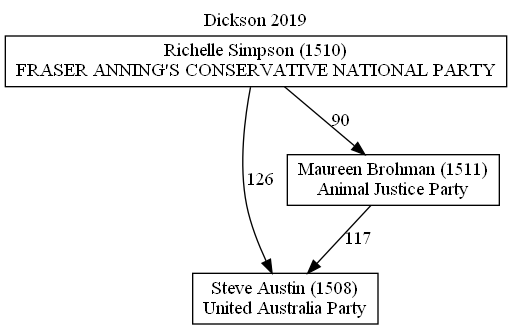 Dickson 2019
Richelle Simpson (1510)
FRASER ANNING'S CONSERVATIVE NATIONAL PARTY
90
Maureen Brohman (1511)
Animal Justice Party
126
117
Steve Austin (1508)
United Australia Party